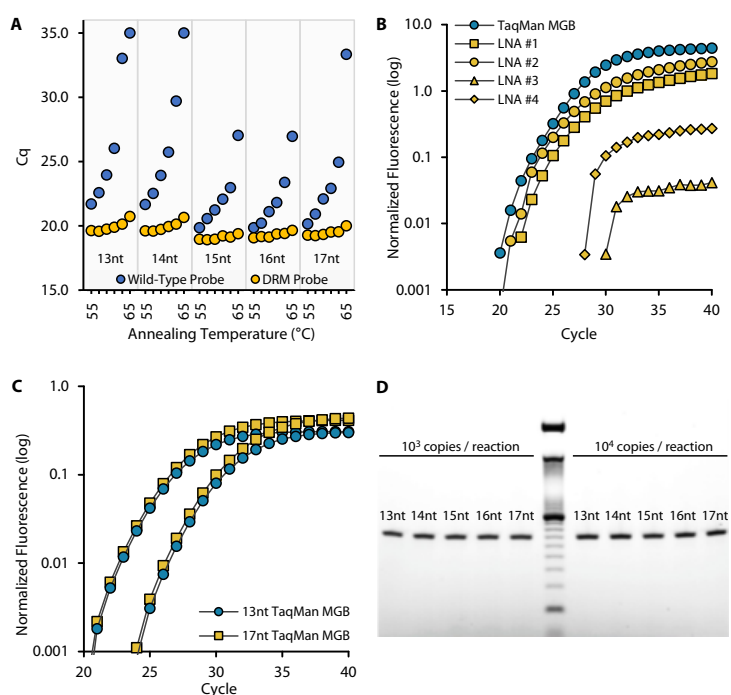 A
Cq
35.0
30.0
25.0
20.0
15.0
13nt 14nt 15nt 16nt 17nt
Wild-Type Probe DRM Probe
55 65 55 65 55 65 55 65 55 65
Annealing Temperature (°C)
B
Normalized Fluorescence (log)
10.0
1.0
0.1
0.01
0.001
TaqMan MGB
LNA #1
LNA #2
LNA #3
LNA #4
15 20 25 30 35 40
Cycle
C
Normalized Fluorescence (log)
1.0
0.1
0.01
0.001
13nt TaqMan MGB
17nt TaqMan MGB
20 25 30 35 40
Cycle
D
10³ copies / reaction 10⁴ copies / reaction
13nt 14nt 15nt 16nt 17nt 13nt 14nt 15nt 16nt 17nt